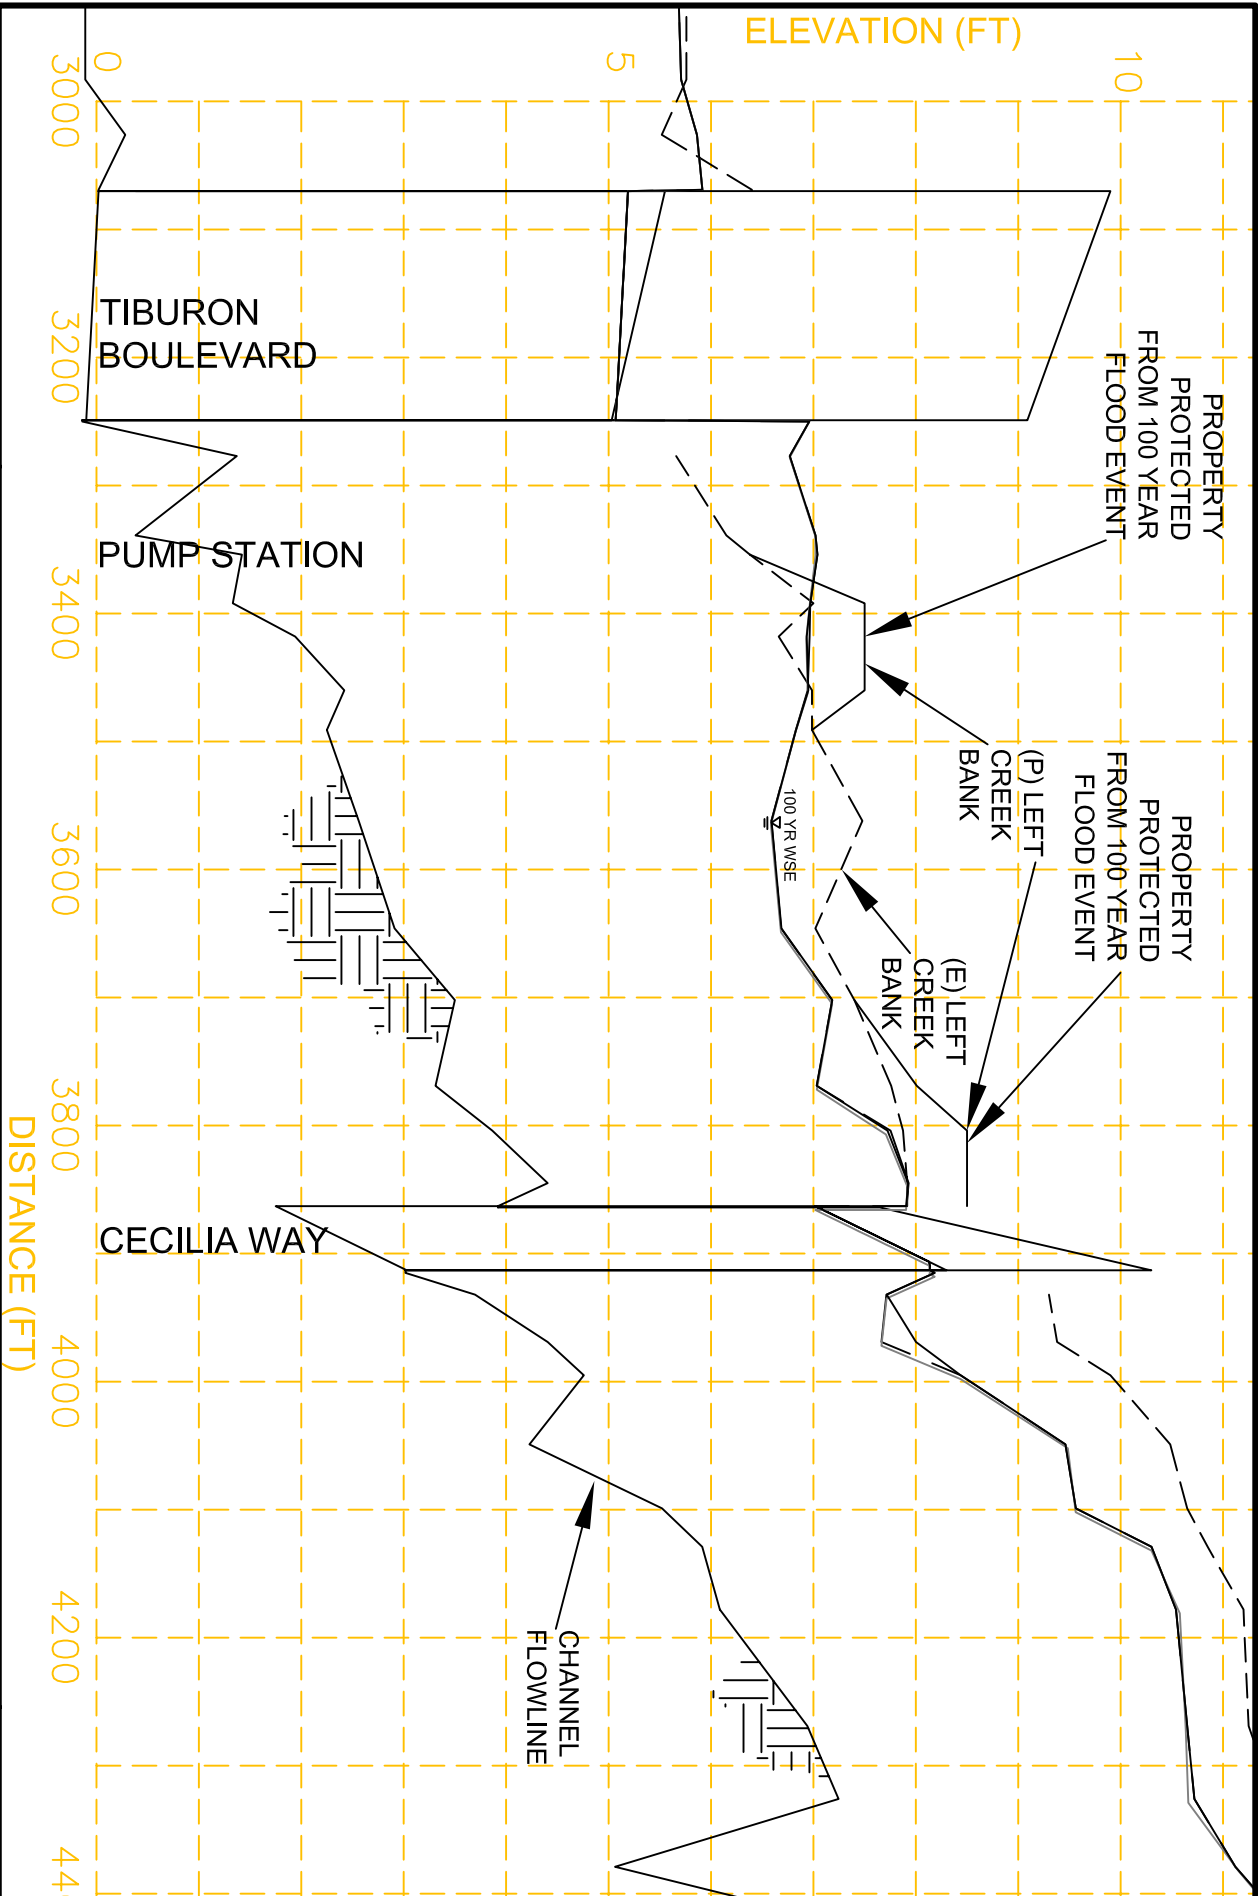 ELEVATION (FT)
10
5
0
3000
3200
3400
3600
3800
4000
4200
DISTANCE (FT)
TIBURON
BOULEVARD
PUMP STATION
CECILIA WAY
PROPERTY
PROTECTED
FROM 100 YEAR
FLOOD EVENT
(P) LEFT
CREEK
BANK
PROPERTY
PROTECTED
FROM 100 YEAR
FLOOD EVENT
(E) LEFT
CREEK
BANK
100 YR WSE
CHANNEL
FLOWLINE